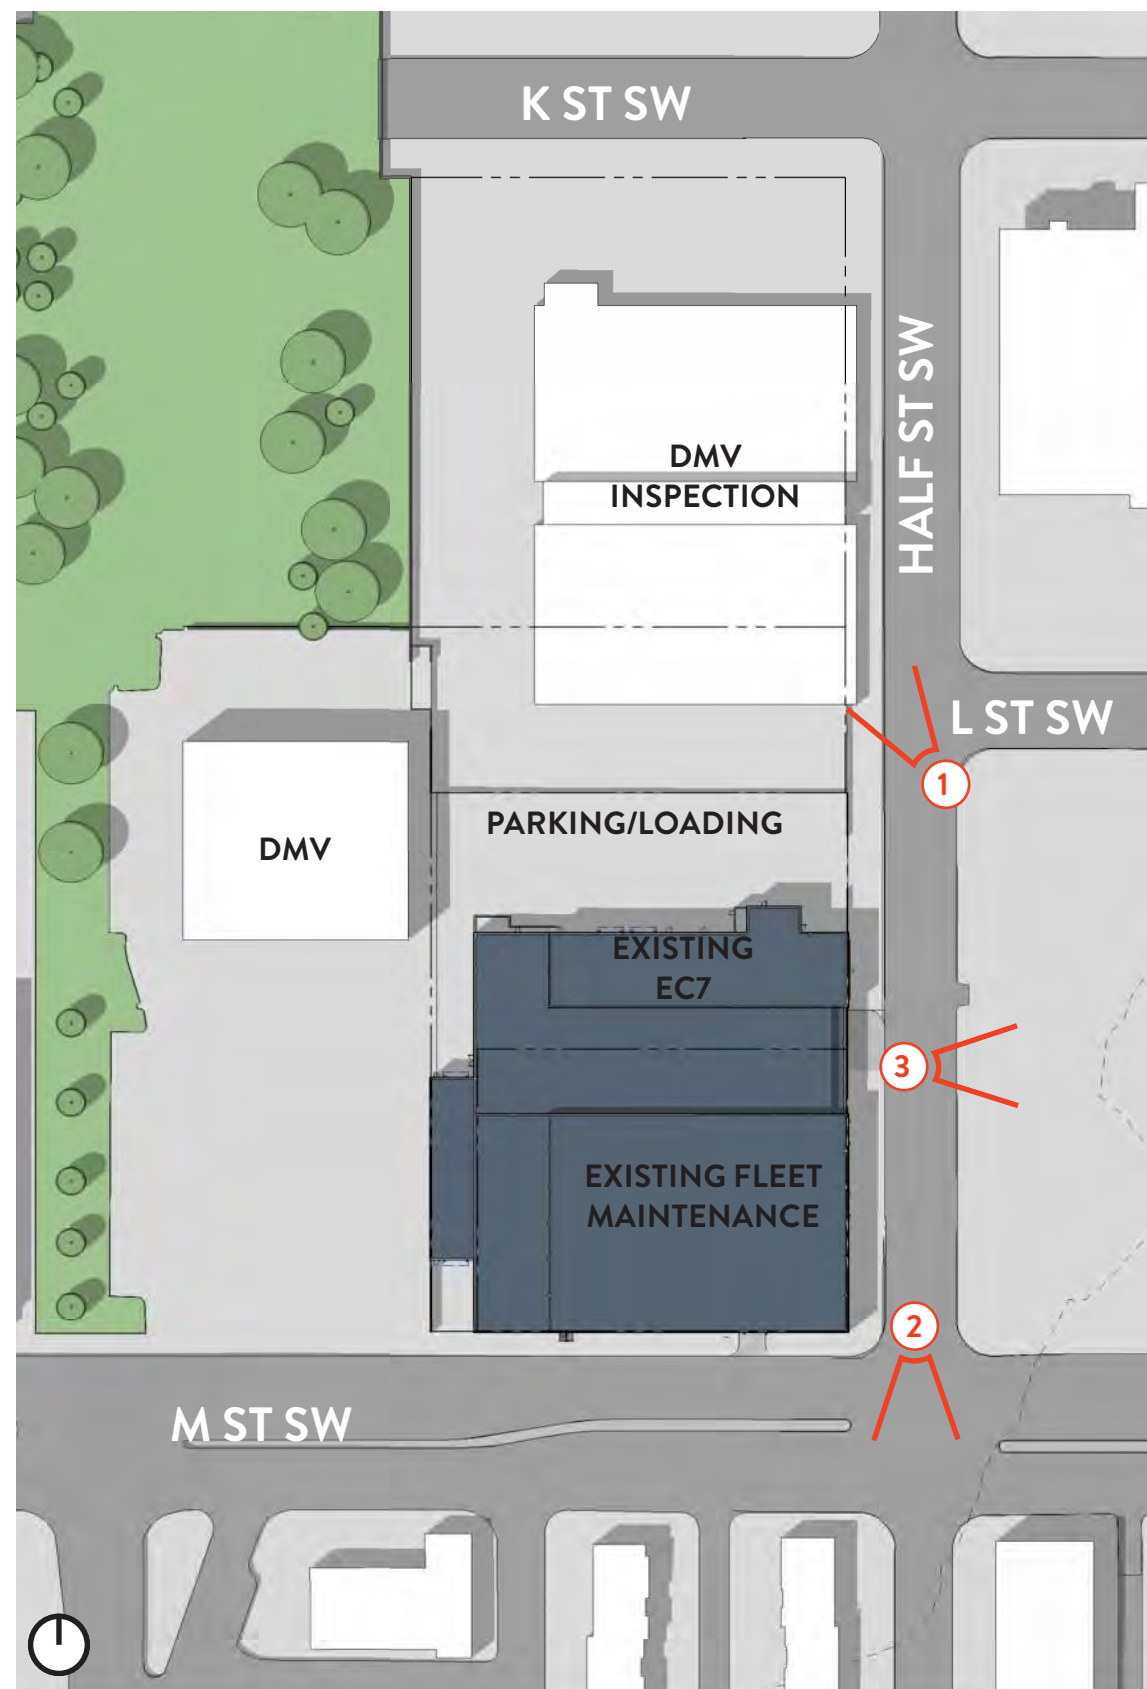 K ST SW
HALF ST SW
DMV
INSPECTION
L ST SW
1
PARKING/LOADING
DMV
EXISTING
EC7
3
EXISTING FLEET
MAINTENANCE
2
M ST SW